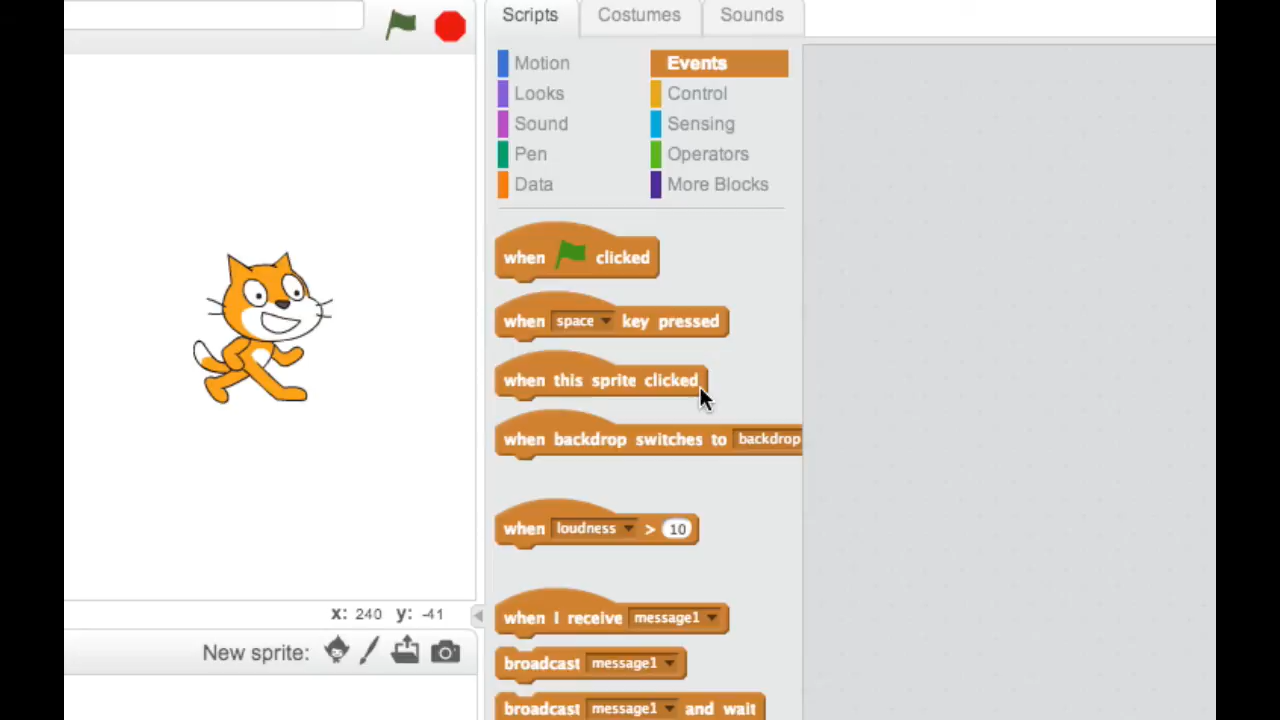 Scripts Costumes Sounds
Motion Events
Looks Control
Sound Sensing
Pen Operators
Data More Blocks
when clicked
when space key pressed
when this sprite clicked
when backdrop switches to backdrop
when loudness > 10
when I receive message1
broadcast message1
broadcast message1 and wait
x: 240 y: -41
New sprite: